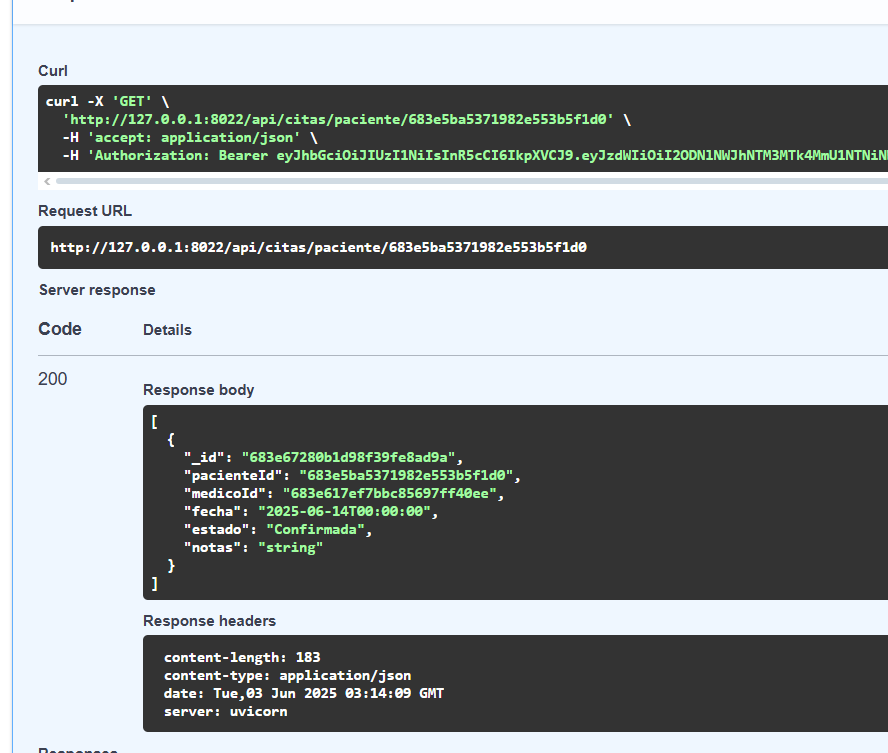 Curl
curl -X 'GET' \
'http://127.0.0.1:8022/api/citas/paciente/683e5ba5371982e553b5f1d0' \
-H 'accept: application/json' \
-H 'Authorization: Bearer eyJhbGciOiJIUzI1NiIsInR5cCI6IkpXVCJ9.eyJzdWIiOiI2ODN1NWJhNTM3MTk4MmU1NTNiN
Request URL
http://127.0.0.1:8022/api/citas/paciente/683e5ba5371982e553b5f1d0
Server response
Code Details
200
Response body
[
{
"_id": "683e67280b1d98f39fe8ad9a",
"pacienteId": "683e5ba5371982e553b5f1d0",
"medicoId": "683e617ef7bbc85697ff40ee",
"fecha": "2025-06-14T00:00:00",
"estado": "Confirmada",
"notas": "string"
}
]
Response headers
content-length: 183
content-type: application/json
date: Tue,03 Jun 2025 03:14:09 GMT
server: uvicorn
Responses